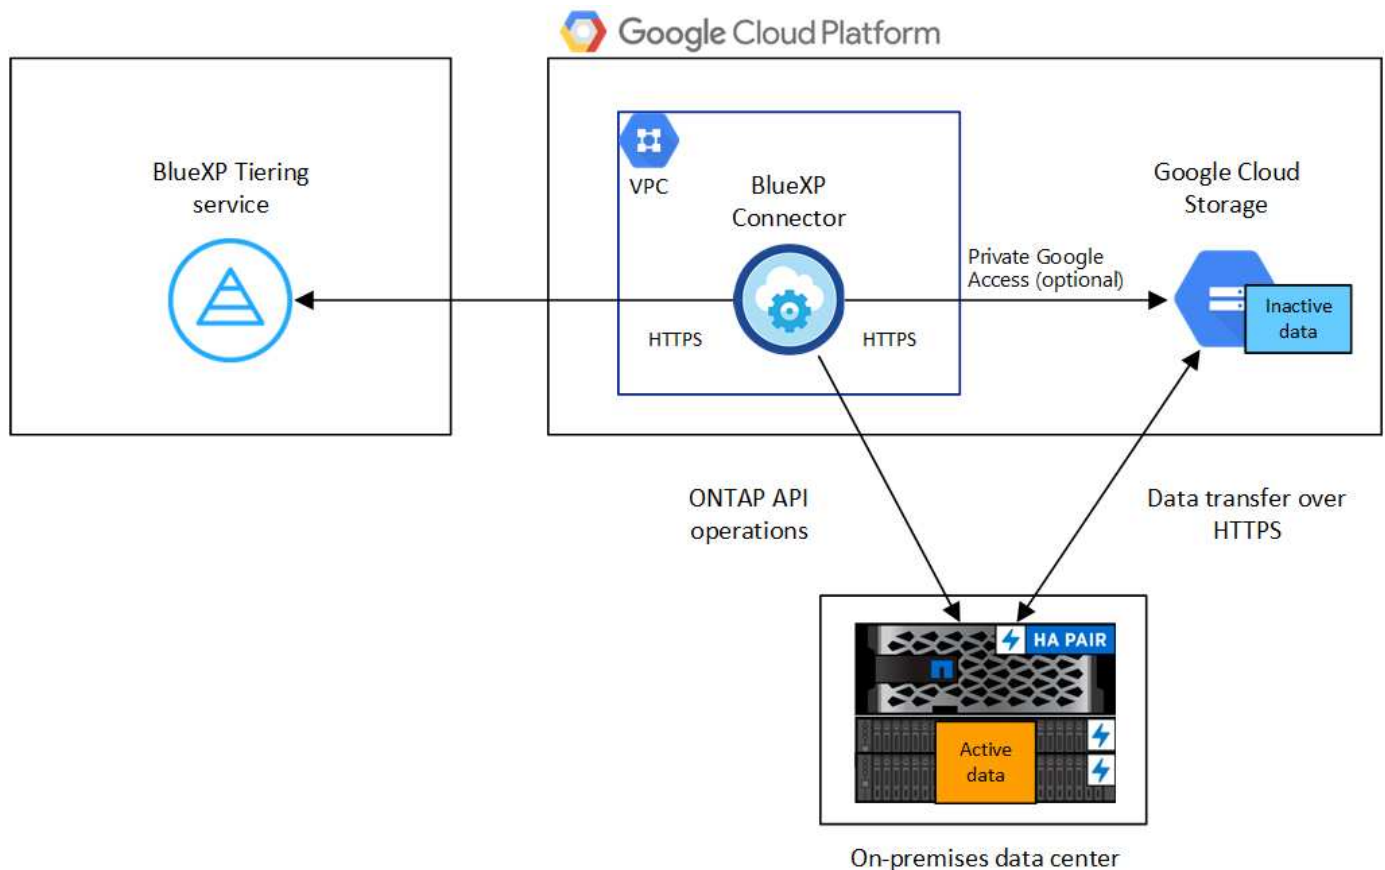 Google Cloud Platform
BlueXP Tiering
service
VPC
BlueXP
Connector
Google Cloud
Storage
Private Google
Access (optional)
Inactive
data
HTTPS
HTTPS
ONTAP API
operations
Data transfer over
HTTPS
HA PAIR
Active
data
On-premises data center